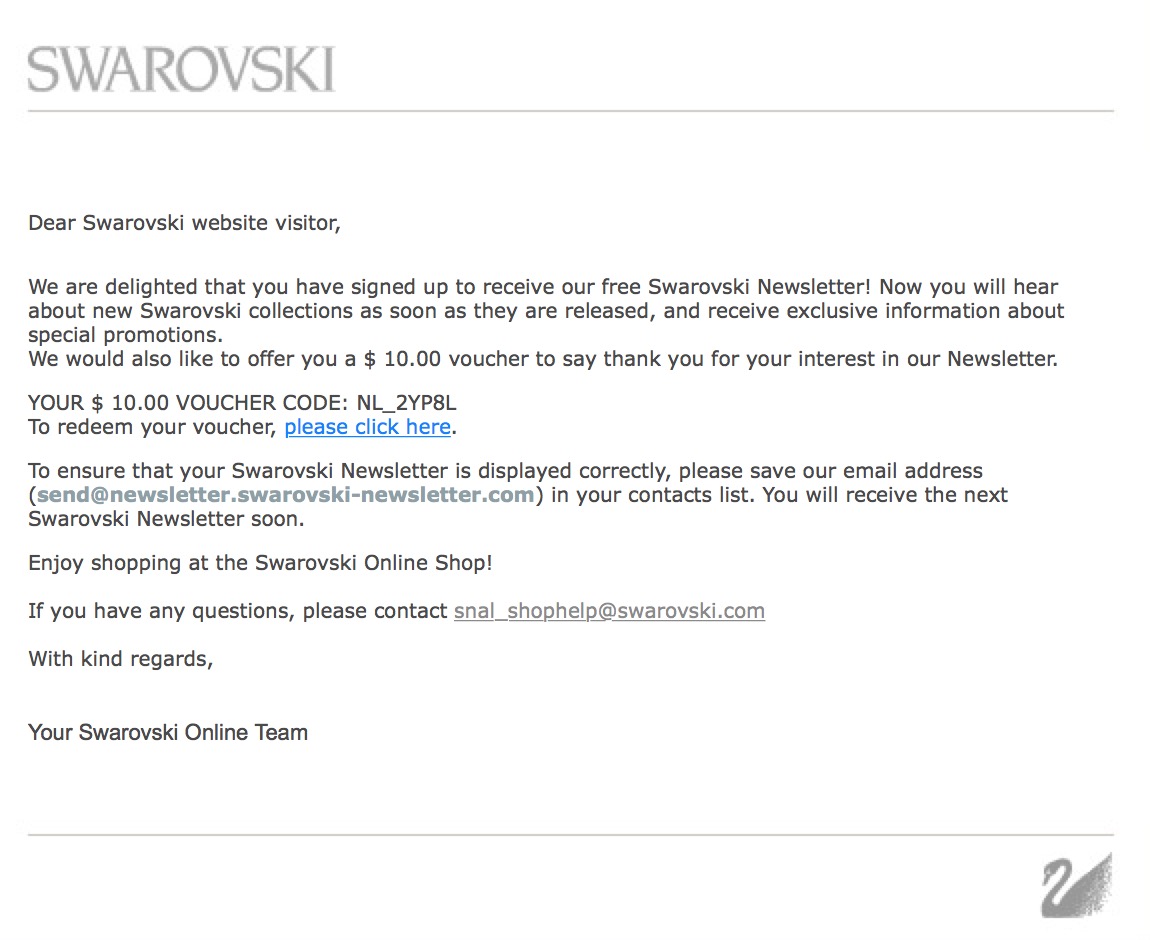 SWAROVSKI
Dear Swarovski website visitor,
We are delighted that you have signed up to receive our free Swarovski Newsletter! Now you will hear
about new Swarovski collections as soon as they are released, and receive exclusive information about
special promotions.
We would also like to offer you a $ 10.00 voucher to say thank you for your interest in our Newsletter.
YOUR $ 10.00 VOUCHER CODE: NL_2YP8L
To redeem your voucher, please click here.
To ensure that your Swarovski Newsletter is displayed correctly, please save our email address
(send@newsletter.swarovski-newsletter.com) in your contacts list. You will receive the next
Swarovski Newsletter soon.
Enjoy shopping at the Swarovski Online Shop!
If you have any questions, please contact snal_shophelp@swarovski.com
With kind regards,
Your Swarovski Online Team